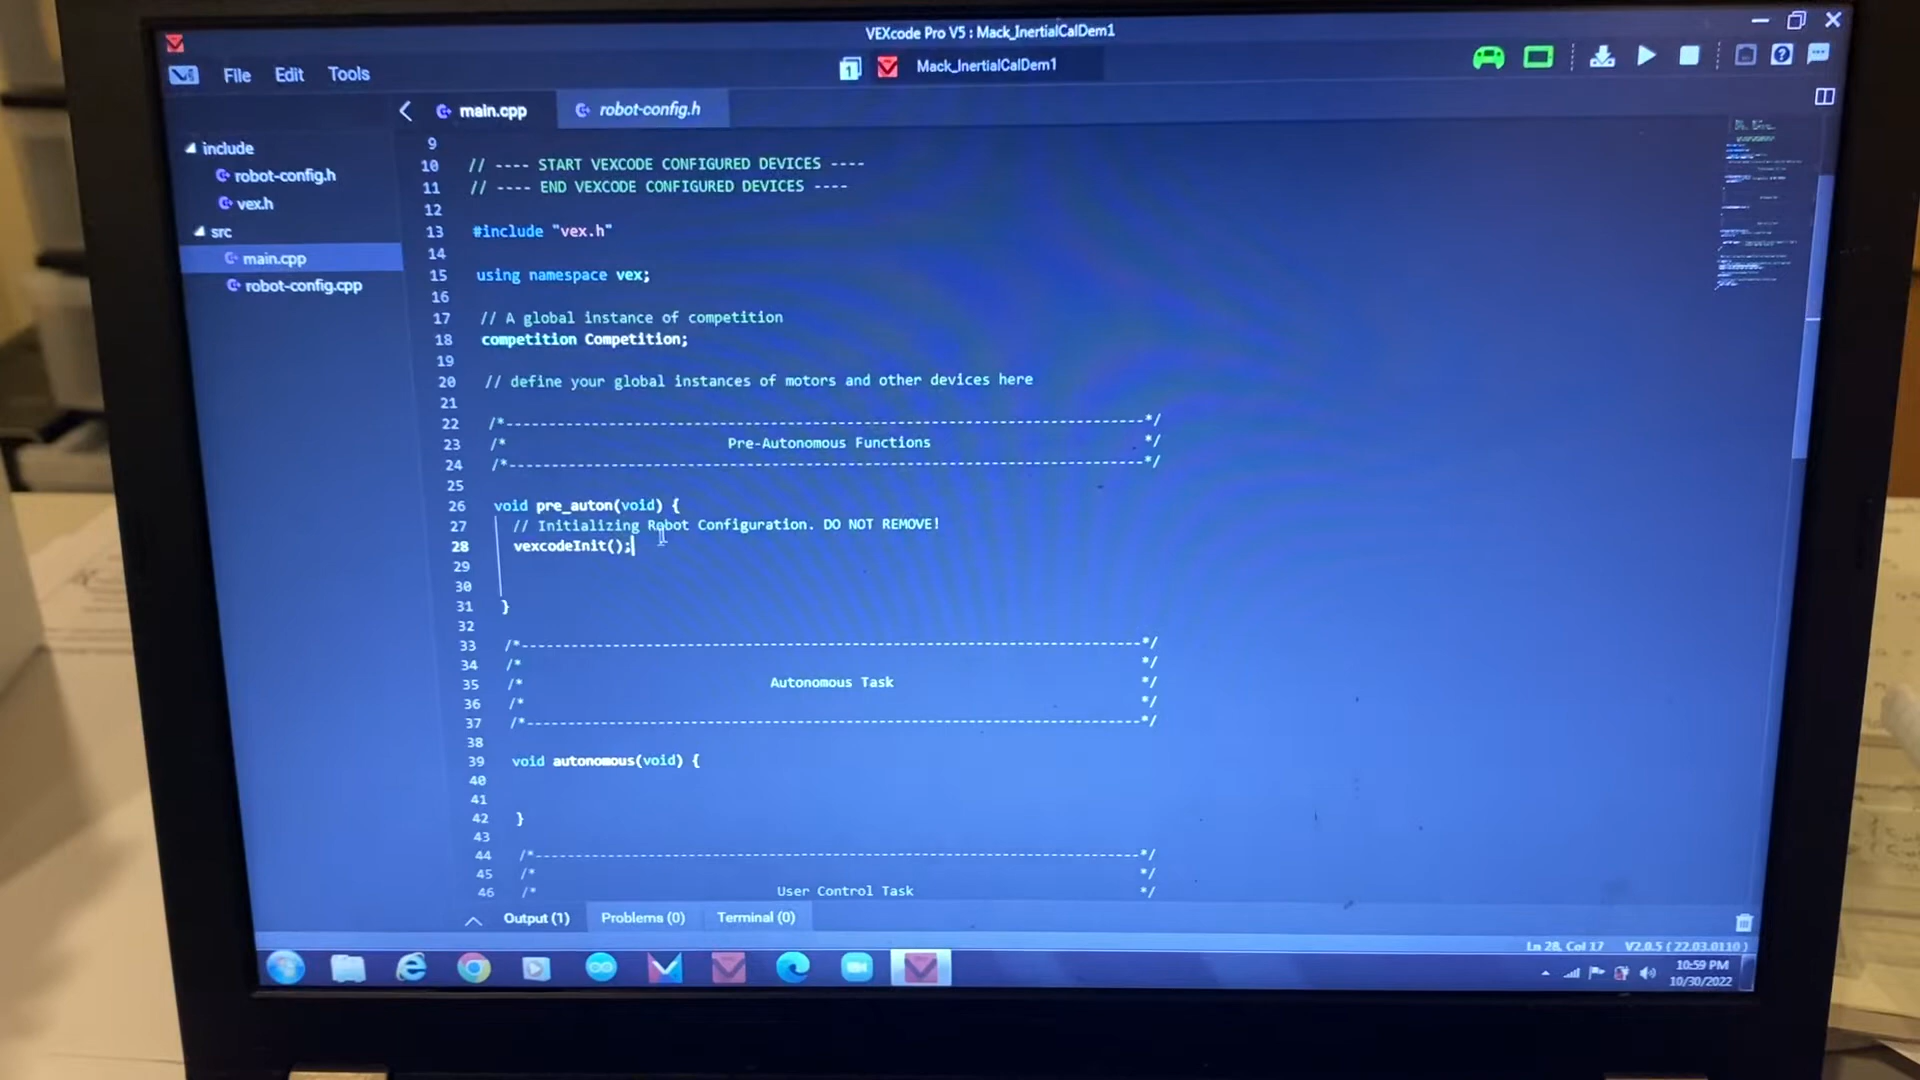 VEXcode Pro V5 : Mack_InertialCalDem1
File Edit Tools
1 Mack_InertialCalDem1
main.cpp robot-config.h
include
robot-config.h
vex.h
src
main.cpp
robot-config.cpp
9
10 // ---- START VEXCODE CONFIGURED DEVICES ----
11 // ---- END VEXCODE CONFIGURED DEVICES ----
12
13 #include "vex.h"
14
15 using namespace vex;
16
17 // A global instance of competition
18 competition Competition;
19
20 // define your global instances of motors and other devices here
21
22 /*---------------------------------------------------------------------------*/
23 /* Pre-Autonomous Functions */
24 /*---------------------------------------------------------------------------*/
25
26 void pre_auton(void) {
27 // Initializing Robot Configuration. DO NOT REMOVE!
28 vexcodeInit();
29
30
31 }
32
33 /*---------------------------------------------------------------------------*/
34 /* */
35 /* Autonomous Task */
36 /* */
37 /*---------------------------------------------------------------------------*/
38
39 void autonomous(void) {
40
41
42 }
43
44 /*---------------------------------------------------------------------------*/
45 /* */
46 /* User Control Task */
Output (1) Problems (0) Terminal (0)
Ln 28, Col 17 V2.0.5 ( 22.03.0110 )
10:59 PM
10/30/2022